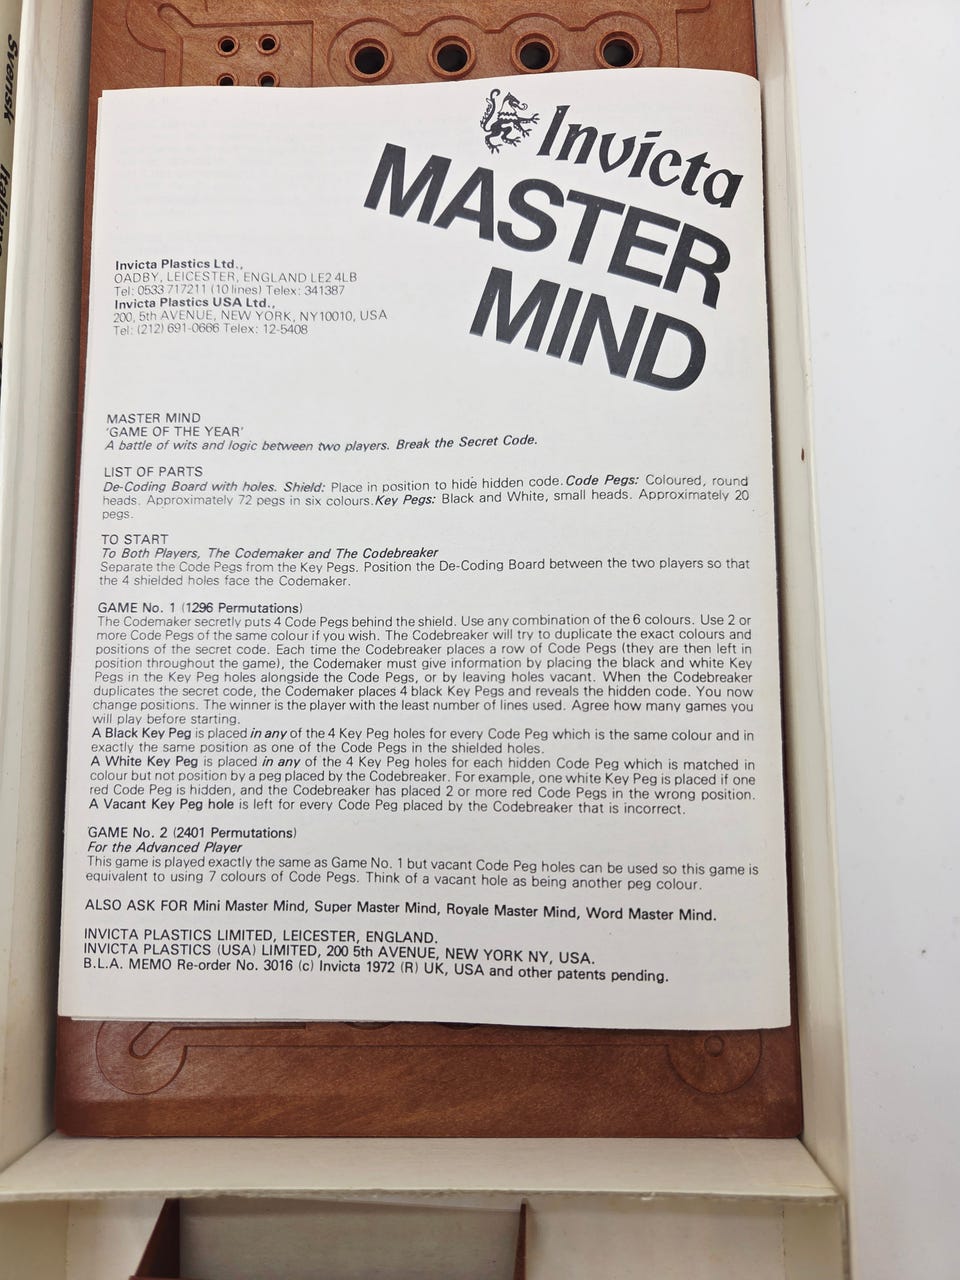 Svensk
Italiano
Invicta
MASTER
MIND
Invicta Plastics Ltd.,
OADBY, LEICESTER, ENGLAND LE2 4LB
Tel: 0533 717211 (10 lines) Telex: 341387
Invicta Plastics USA Ltd.,
200, 5th AVENUE, NEW YORK, NY10010, USA
Tel: (212) 691-0666 Telex: 12-5408
MASTER MIND
'GAME OF THE YEAR'
A battle of wits and logic between two players. Break the Secret Code.
LIST OF PARTS
De-Coding Board with holes. Shield: Place in position to hide hidden code. Code Pegs: Coloured, round
heads. Approximately 72 pegs in six colours. Key Pegs: Black and White, small heads. Approximately 20
pegs.
TO START
To Both Players, The Codemaker and The Codebreaker
Separate the Code Pegs from the Key Pegs. Position the De-Coding Board between the two players so that
the 4 shielded holes face the Codemaker.
GAME No. 1 (1296 Permutations)
The Codemaker secretly puts 4 Code Pegs behind the shield. Use any combination of the 6 colours. Use 2 or
more Code Pegs of the same colour if you wish. The Codebreaker will try to duplicate the exact colours and
positions of the secret code. Each time the Codebreaker places a row of Code Pegs (they are then left in
position throughout the game), the Codemaker must give information by placing the black and white Key
Pegs in the Key Peg holes alongside the Code Pegs, or by leaving holes vacant. When the Codebreaker
duplicates the secret code, the Codemaker places 4 black Key Pegs and reveals the hidden code. You now
change positions. The winner is the player with the least number of lines used. Agree how many games you
will play before starting.
A Black Key Peg is placed in any of the 4 Key Peg holes for every Code Peg which is the same colour and in
exactly the same position as one of the Code Pegs in the shielded holes.
A White Key Peg is placed in any of the 4 Key Peg holes for each hidden Code Peg which is matched in
colour but not position by a peg placed by the Codebreaker. For example, one white Key Peg is placed if one
red Code Peg is hidden, and the Codebreaker has placed 2 or more red Code Pegs in the wrong position.
A Vacant Key Peg hole is left for every Code Peg placed by the Codebreaker that is incorrect.
GAME No. 2 (2401 Permutations)
For the Advanced Player
This game is played exactly the same as Game No. 1 but vacant Code Peg holes can be used so this game is
equivalent to using 7 colours of Code Pegs. Think of a vacant hole as being another peg colour.
ALSO ASK FOR Mini Master Mind, Super Master Mind, Royale Master Mind, Word Master Mind.
INVICTA PLASTICS LIMITED, LEICESTER, ENGLAND.
INVICTA PLASTICS (USA) LIMITED, 200 5th AVENUE, NEW YORK NY, USA.
B.L.A. MEMO Re-order No. 3016 (c) Invicta 1972 (R) UK, USA and other patents pending.